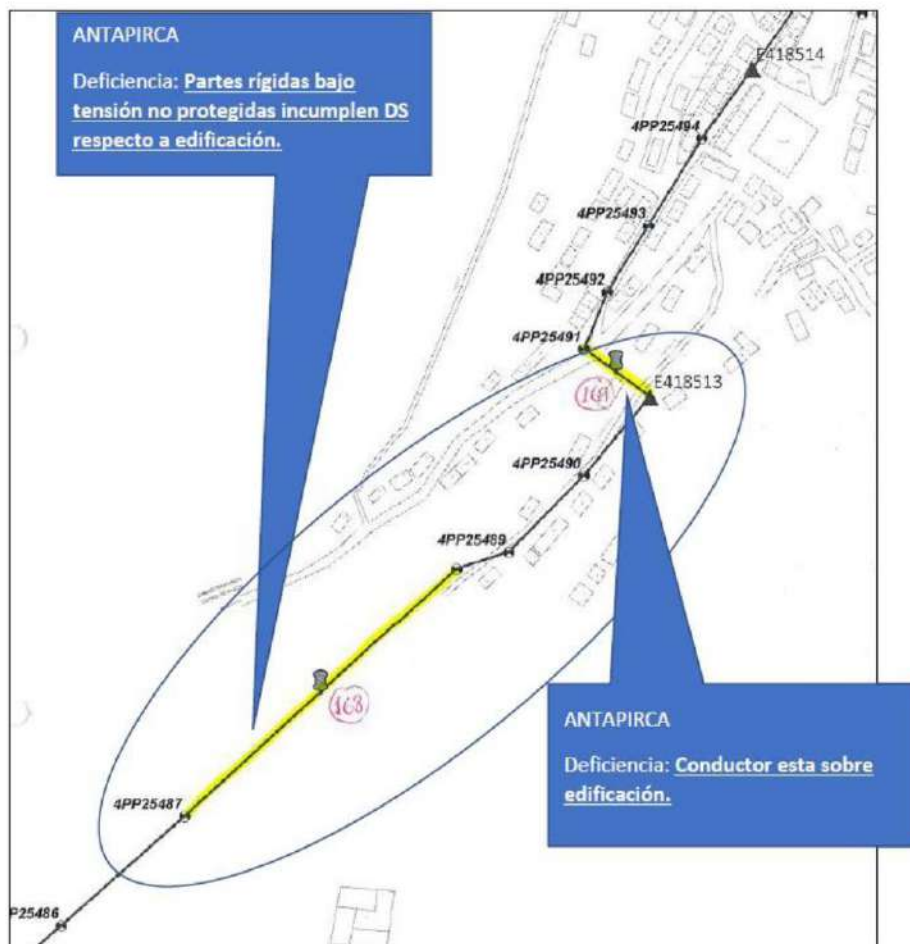 ANTAPIRCA
Deficiencia: Partes rígidas bajo
tensión no protegidas incumplen DS
respecto a edificación.
E418514
4PP25494
4PP25493
4PP25492
4PP25491
E418513
4PP25490
4PP25489
168
4PP25487
ANTAPIRCA
Deficiencia: Conductor esta sobre
edificación.
P25486